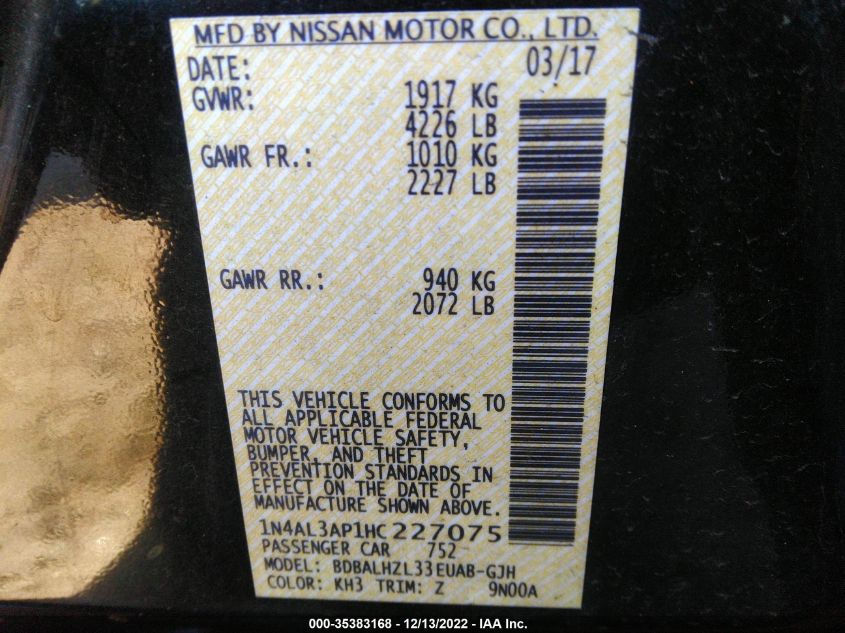 MFD BY NISSAN MOTOR CO., LTD.
DATE: 03/17
GVWR: 1917 KG
4226 LB
GAWR FR.: 1010 KG
2227 LB
GAWR RR.: 940 KG
2072 LB
THIS VEHICLE CONFORMS TO
ALL APPLICABLE FEDERAL
MOTOR VEHICLE SAFETY,
BUMPER, AND THEFT
PREVENTION STANDARDS IN
EFFECT ON THE DATE OF
MANUFACTURE SHOWN ABOVE.
1N4AL3AP1HC227075
PASSENGER CAR 752
MODEL: BDBALHZL33EUAB-GJH
COLOR: KH3 TRIM: Z 9N00A
000-35383168 - 12/13/2022 - IAA Inc.